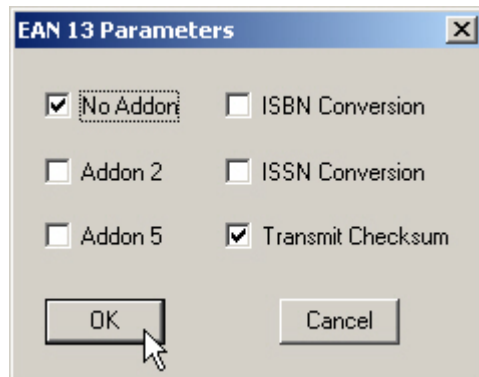 EAN 13 Parameters
No Addon ISBN Conversion
Addon 2 ISSN Conversion
Addon 5 Transmit Checksum
OK Cancel